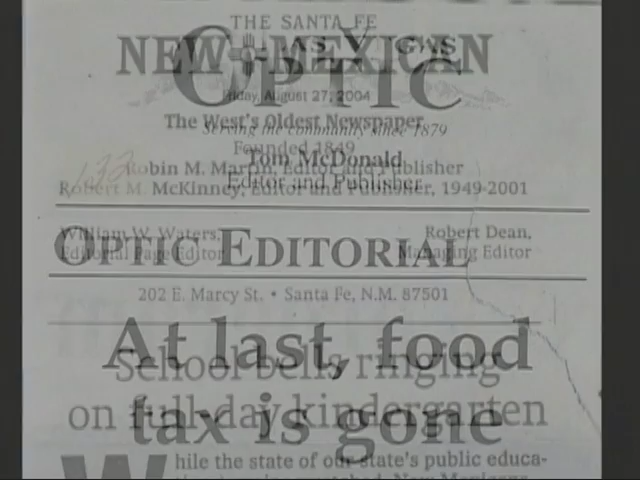 THE SANTA FE
NEW MEXICAN
LAS VEGAS
OPTIC
Friday, August 27, 2004
The West's Oldest Newspaper
Serving the community since 1879
Founded 1849
Tom McDonald
Robin M. Martin, Editor and Publisher
Editor and Publisher
Robert M. McKinney, Editor and Publisher, 1949-2001
William W. Waters,
Editorial Page Editor
Robert Dean,
Managing Editor
OPTIC EDITORIAL
202 E. Marcy St. • Santa Fe, N.M. 87501
At last, food
tax is gone
School bells ringing
on full-day kindergarten
While the state of our state's public educa-